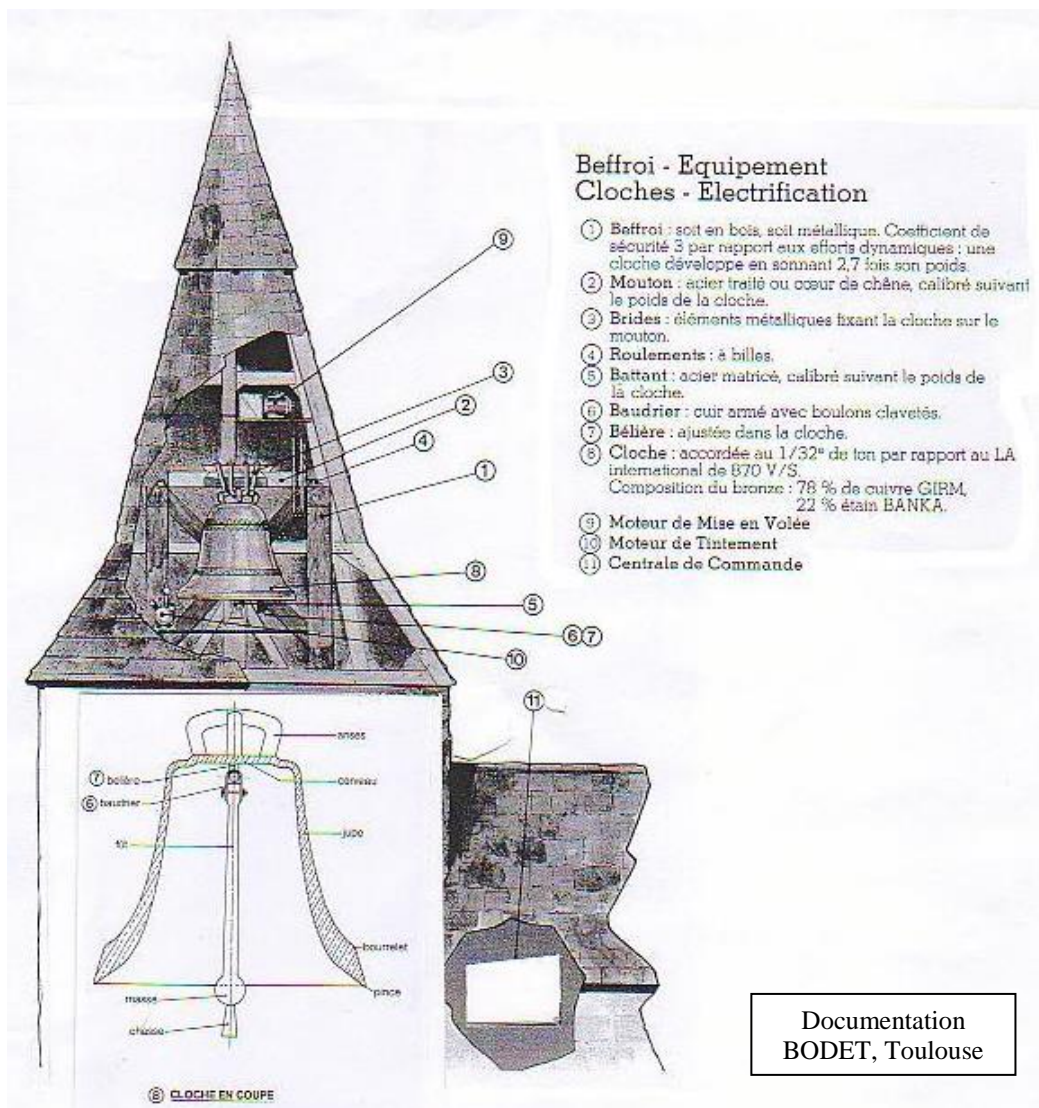 Beffroi - Equipement
Cloches - Electrification
① Beffroi : soit en bois, soit métallique. Coefficient de
sécurité 3 par rapport aux efforts dynamiques : une
cloche développe en sonnant 2,7 fois son poids.
② Mouton : acier traité ou cœur de chêne, calibré suivant
le poids de la cloche.
③ Brides : éléments métalliques fixant la cloche sur le
mouton.
④ Roulements : à billes.
⑤ Battant : acier matricé, calibré suivant le poids de
la cloche.
⑥ Baudrier : cuir armé avec boulons clavetés.
⑦ Bélière : ajustée dans la cloche.
⑧ Cloche : accordée au 1/32e de ton par rapport au LA
international de 870 V/S.
Composition du bronze : 78 % de cuivre GIRM,
22 % étain BANKA.
⑨ Moteur de Mise en Volée
⑩ Moteur de Tintement
⑪ Centrale de Commande
⑨
③
②
④
①
⑧
⑤
⑥⑦
⑩
⑪
anses
⑦ bélière
cerveau
⑥ baudrier
jupe
fût
bourrelet
pince
masse
chasse
⑧ CLOCHE EN COUPE
Documentation
BODET, Toulouse